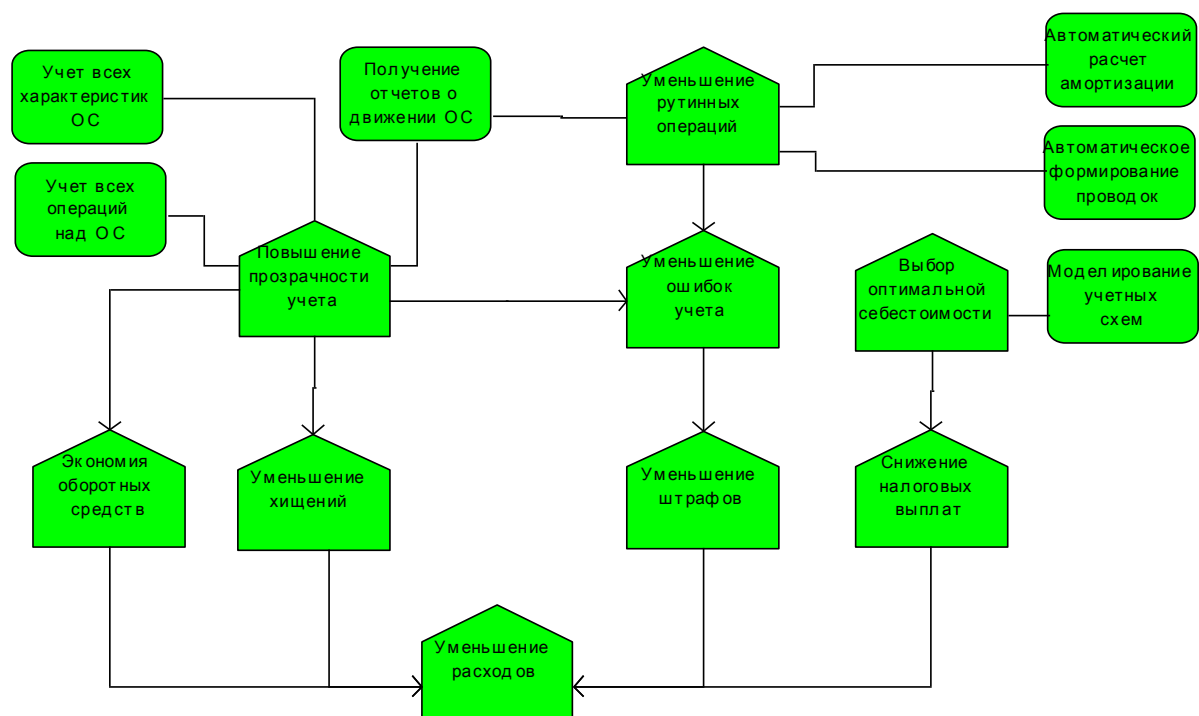 Учет всех
характеристик
ОС
Получение
отчетов о
движении ОС
Уменьшение
рутинных
операций
Автоматический
расчет
амортизации
Учет всех
операций
над ОС
Автоматическое
формирование
проводок
Повышение
прозрачности
учета
Уменьшение
ошибок
учета
Выбор
оптимальной
себестоимости
Моделирование
учетных
схем
Экономия
оборотных
средств
Уменьшение
хищений
Уменьшение
штрафов
Снижение
налоговых
выплат
Уменьшение
расходов